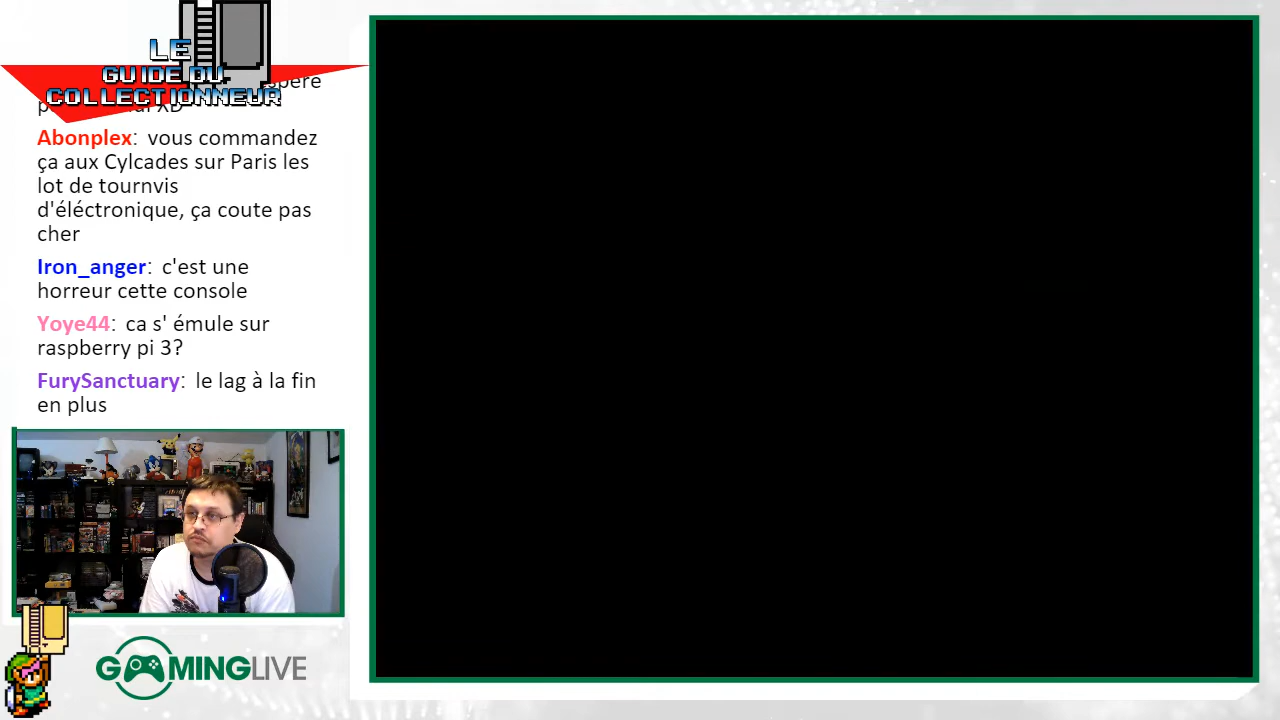 LE
GUIDE DU
COLLECTIONNEUR
Abonplex: vous commandez
ça aux Cylcades sur Paris les
lot de tournvis
d'éléctronique, ça coute pas
cher
Iron_anger: c'est une
horreur cette console
Yoye44: ca s' émule sur
raspberry pi 3?
FurySanctuary: le lag à la fin
en plus
GAMINGLIVE